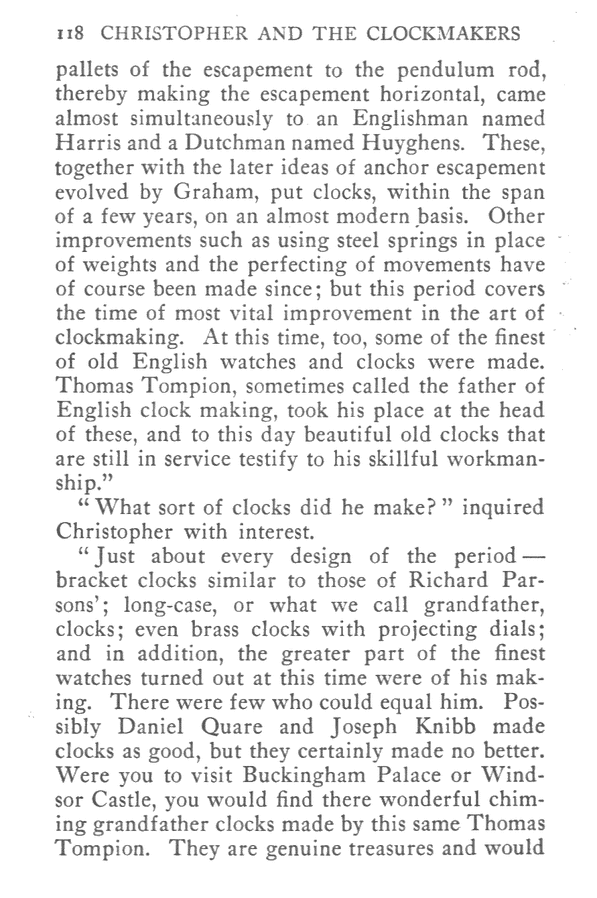 118 CHRISTOPHER AND THE CLOCKMAKERS
pallets of the escapement to the pendulum rod,
thereby making the escapement horizontal, came
almost simultaneously to an Englishman named
Harris and a Dutchman named Huyghens. These,
together with the later ideas of anchor escapement
evolved by Graham, put clocks, within the span
of a few years, on an almost modern basis. Other
improvements such as using steel springs in place
of weights and the perfecting of movements have
of course been made since; but this period covers
the time of most vital improvement in the art of
clockmaking. At this time, too, some of the finest
of old English watches and clocks were made.
Thomas Tompion, sometimes called the father of
English clock making, took his place at the head
of these, and to this day beautiful old clocks that
are still in service testify to his skillful workman-
ship.”
“What sort of clocks did he make?” inquired
Christopher with interest.
“Just about every design of the period —
bracket clocks similar to those of Richard Par-
sons’; long-case, or what we call grandfather,
clocks; even brass clocks with projecting dials;
and in addition, the greater part of the finest
watches turned out at this time were of his mak-
ing. There were few who could equal him. Pos-
sibly Daniel Quare and Joseph Knibb made
clocks as good, but they certainly made no better.
Were you to visit Buckingham Palace or Wind-
sor Castle, you would find there wonderful chim-
ing grandfather clocks made by this same Thomas
Tompion. They are genuine treasures and would